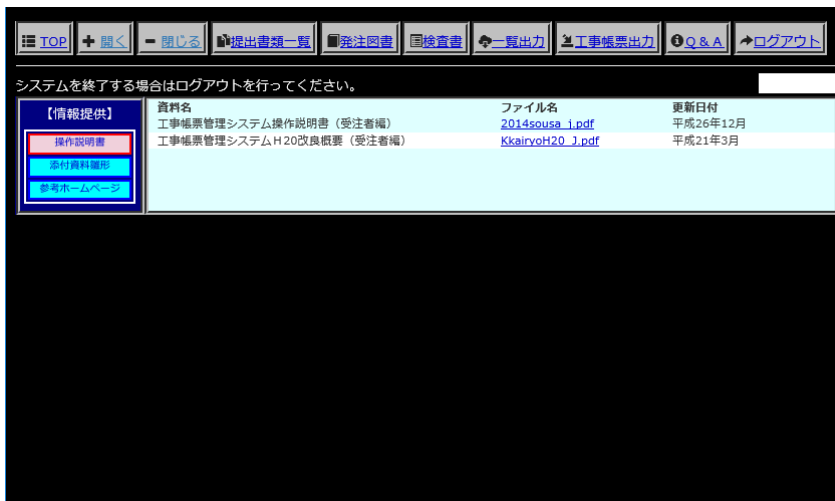 TOP 開く 閉じる 提出書類一覧 発注図書 検査書 一覧出力 工事帳票出力 Q&A ログアウト
システムを終了する場合はログアウトを行ってください。
【情報提供】
操作説明書
添付資料雛形
参考ホームページ
資料名 ファイル名 更新日付
工事帳票管理システム操作説明書（受注者編） 2014sousa_j.pdf 平成26年12月
工事帳票管理システムH20改良概要（受注者編） KkairyoH20_J.pdf 平成21年3月